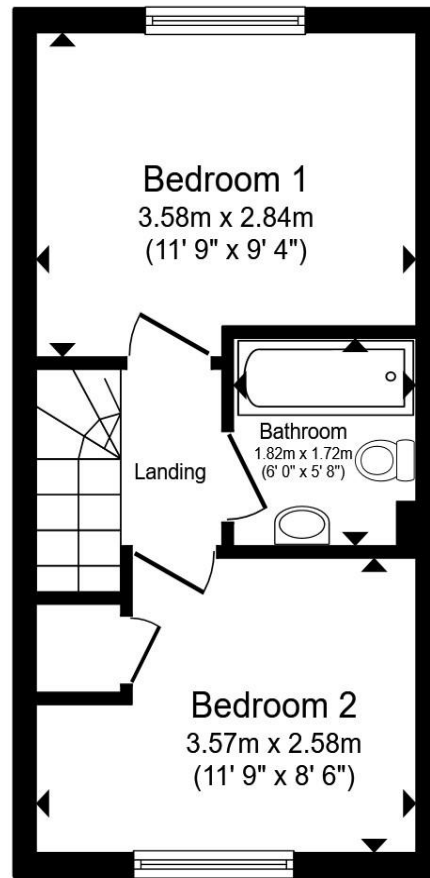 Bedroom 1
3.58m x 2.84m
(11' 9" x 9' 4")
Bathroom
1.82m x 1.72m
(6' 0" x 5' 8")
Landing
Bedroom 2
3.57m x 2.58m
(11' 9" x 8' 6")